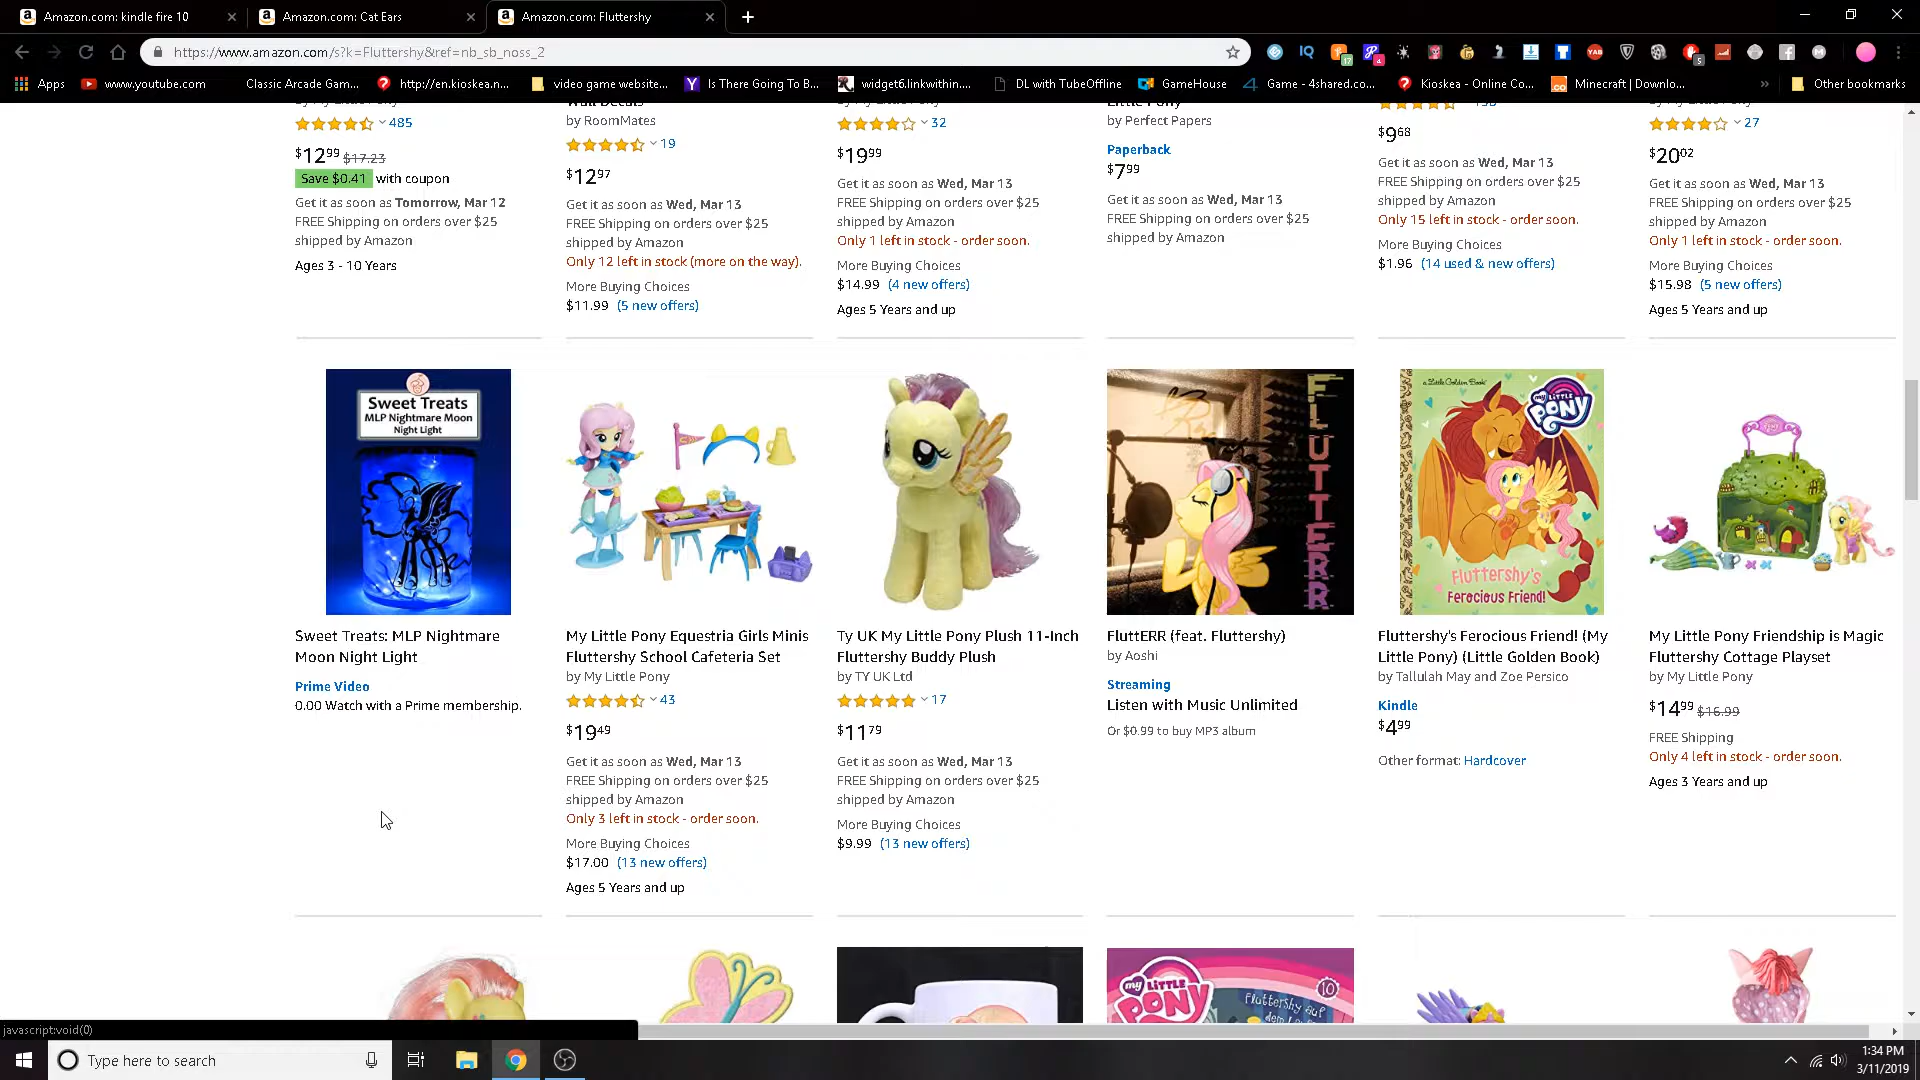 Amazon.com: kindle fire 10
Amazon.com: Cat Ears
Amazon.com: Fluttershy
https://www.amazon.com/s?k=Fluttershy&ref=nb_sb_noss_2
Apps
www.youtube.com
Classic Arcade Gam...
http://en.kioskea.n...
video game website...
Is There Going To B...
widget6.linkwithin....
DL with TubeOffline
GameHouse
Game - 4shared.co...
Kioskea - Online Co...
Minecraft | Downlo...
Other bookmarks
485
$12.99 $17.23
Save $0.41 with coupon
Get it as soon as Tomorrow, Mar 12
FREE Shipping on orders over $25
shipped by Amazon
Ages 3 - 10 Years
Wall Decals
by RoomMates
19
$12.97
Get it as soon as Wed, Mar 13
FREE Shipping on orders over $25
shipped by Amazon
Only 12 left in stock (more on the way).
More Buying Choices
$11.99 (5 new offers)
32
$19.99
Get it as soon as Wed, Mar 13
FREE Shipping on orders over $25
shipped by Amazon
Only 1 left in stock - order soon.
More Buying Choices
$14.99 (4 new offers)
Ages 5 Years and up
Little Pony
by Perfect Papers
Paperback
$7.99
Get it as soon as Wed, Mar 13
FREE Shipping on orders over $25
shipped by Amazon
$9.68
Get it as soon as Wed, Mar 13
FREE Shipping on orders over $25
shipped by Amazon
Only 15 left in stock - order soon.
More Buying Choices
$1.96 (14 used & new offers)
27
$20.02
Get it as soon as Wed, Mar 13
FREE Shipping on orders over $25
shipped by Amazon
Only 1 left in stock - order soon.
More Buying Choices
$15.98 (5 new offers)
Ages 5 Years and up
Sweet Treats
MLP Nightmare Moon
Night Light
Sweet Treats: MLP Nightmare
Moon Night Light
Prime Video
0.00 Watch with a Prime membership.
My Little Pony Equestria Girls Minis
Fluttershy School Cafeteria Set
by My Little Pony
43
$19.49
Get it as soon as Wed, Mar 13
FREE Shipping on orders over $25
shipped by Amazon
Only 3 left in stock - order soon.
More Buying Choices
$17.00 (13 new offers)
Ages 5 Years and up
Ty UK My Little Pony Plush 11-Inch
Fluttershy Buddy Plush
by TY UK Ltd
17
$11.79
Get it as soon as Wed, Mar 13
FREE Shipping on orders over $25
shipped by Amazon
More Buying Choices
$9.99 (13 new offers)
FLUTTERR
FluttERR (feat. Fluttershy)
by Aoshi
Streaming
Listen with Music Unlimited
Or $0.99 to buy MP3 album
a Little Golden Book
my LITTLE PONY
Fluttershy's
Ferocious Friend!
Fluttershy's Ferocious Friend! (My
Little Pony) (Little Golden Book)
by Tallulah May and Zoe Persico
Kindle
$4.99
Other format: Hardcover
My Little Pony Friendship is Magic
Fluttershy Cottage Playset
by My Little Pony
$14.99 $16.99
FREE Shipping
Only 4 left in stock - order soon.
Ages 3 Years and up
my LITTLE PONY
10
Fluttershy auf
javascript:void(0)
Type here to search
1:34 PM
3/11/2019